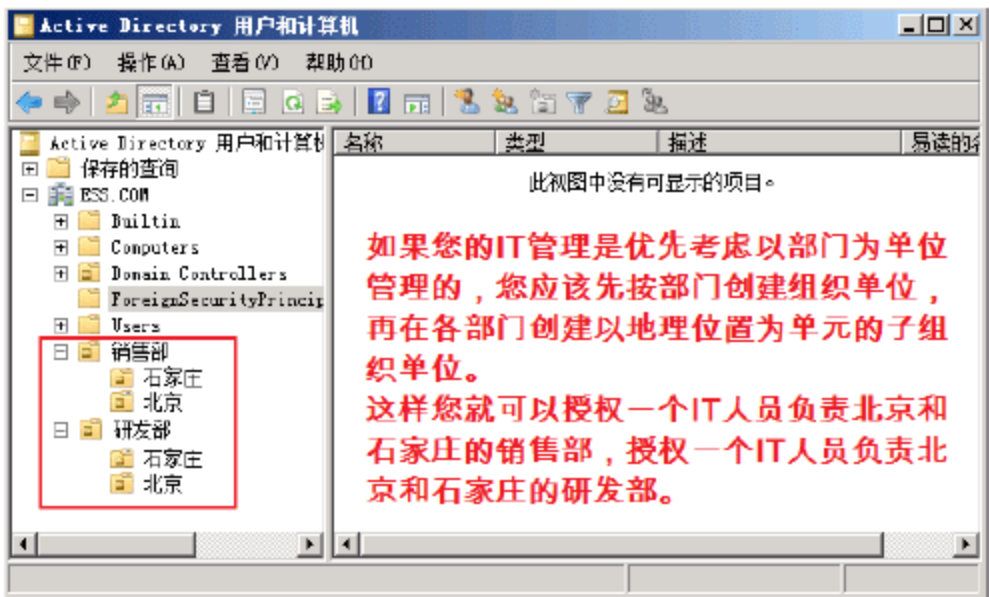 Active Directory 用户和计算机
文件(F) 操作(A) 查看(V) 帮助(H)
Active Directory 用户和计算机
保存的查询
ESS.COM
Builtin
Computers
Domain Controllers
ForeignSecurityPrincip
Users
销售部
石家庄
北京
研发部
石家庄
北京
名称 类型 描述 易读的名
此视图中没有可显示的项目。
如果您的IT管理是优先考虑以部门为单位
管理的，您应该先按部门创建组织单位，
再在各部门创建以地理位置为单元的子组
织单位。
这样您就可以授权一个IT人员负责北京和
石家庄的销售部，授权一个IT人员负责北
京和石家庄的研发部。